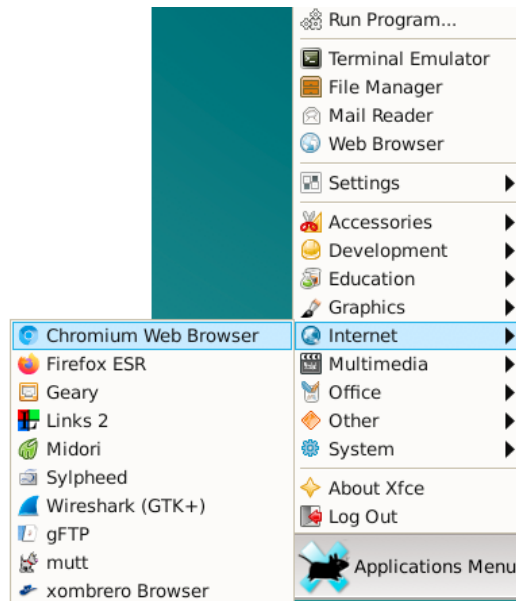 Run Program...
Terminal Emulator
File Manager
Mail Reader
Web Browser
Settings
Accessories
Development
Education
Graphics
Internet
Multimedia
Office
Other
System
About Xfce
Log Out
Applications Menu
Chromium Web Browser
Firefox ESR
Geary
Links 2
Midori
Sylpheed
Wireshark (GTK+)
gFTP
mutt
xombrero Browser